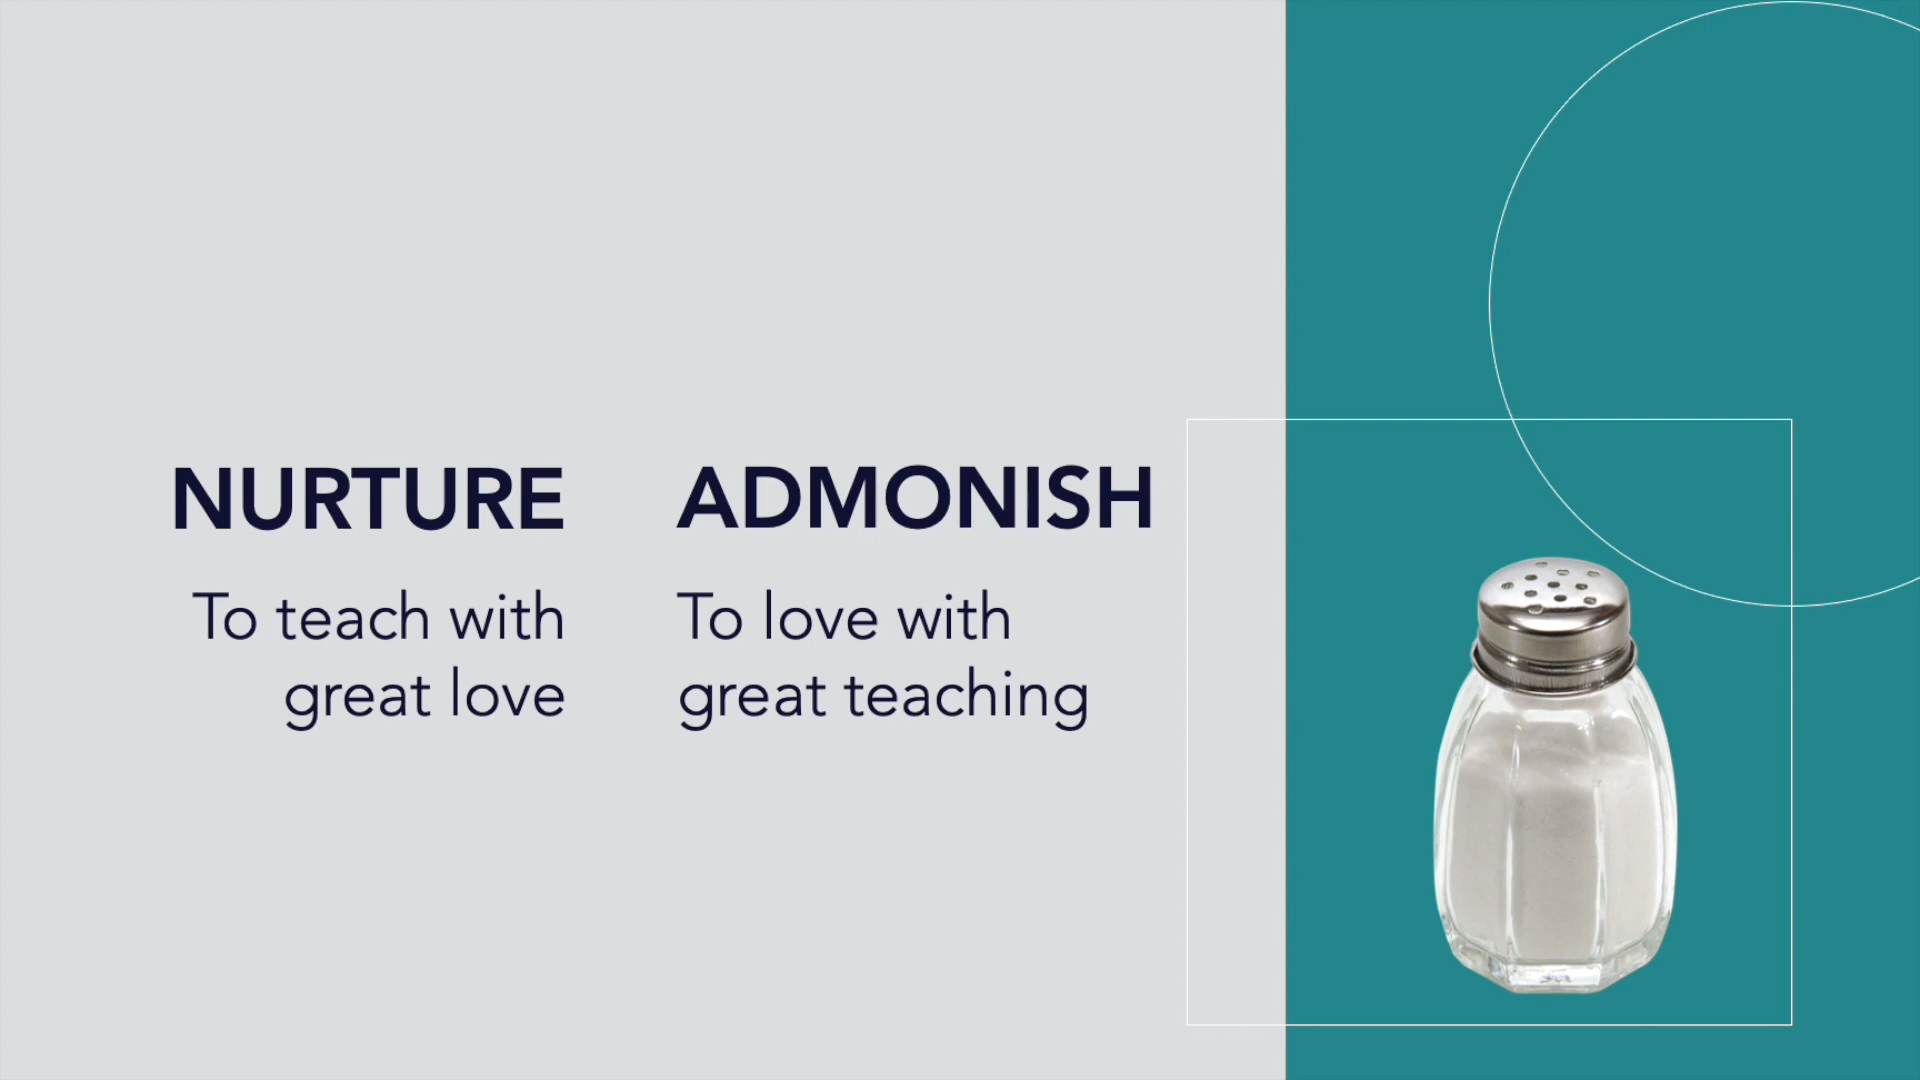 NURTURE
To teach with
great love
ADMONISH
To love with
great teaching